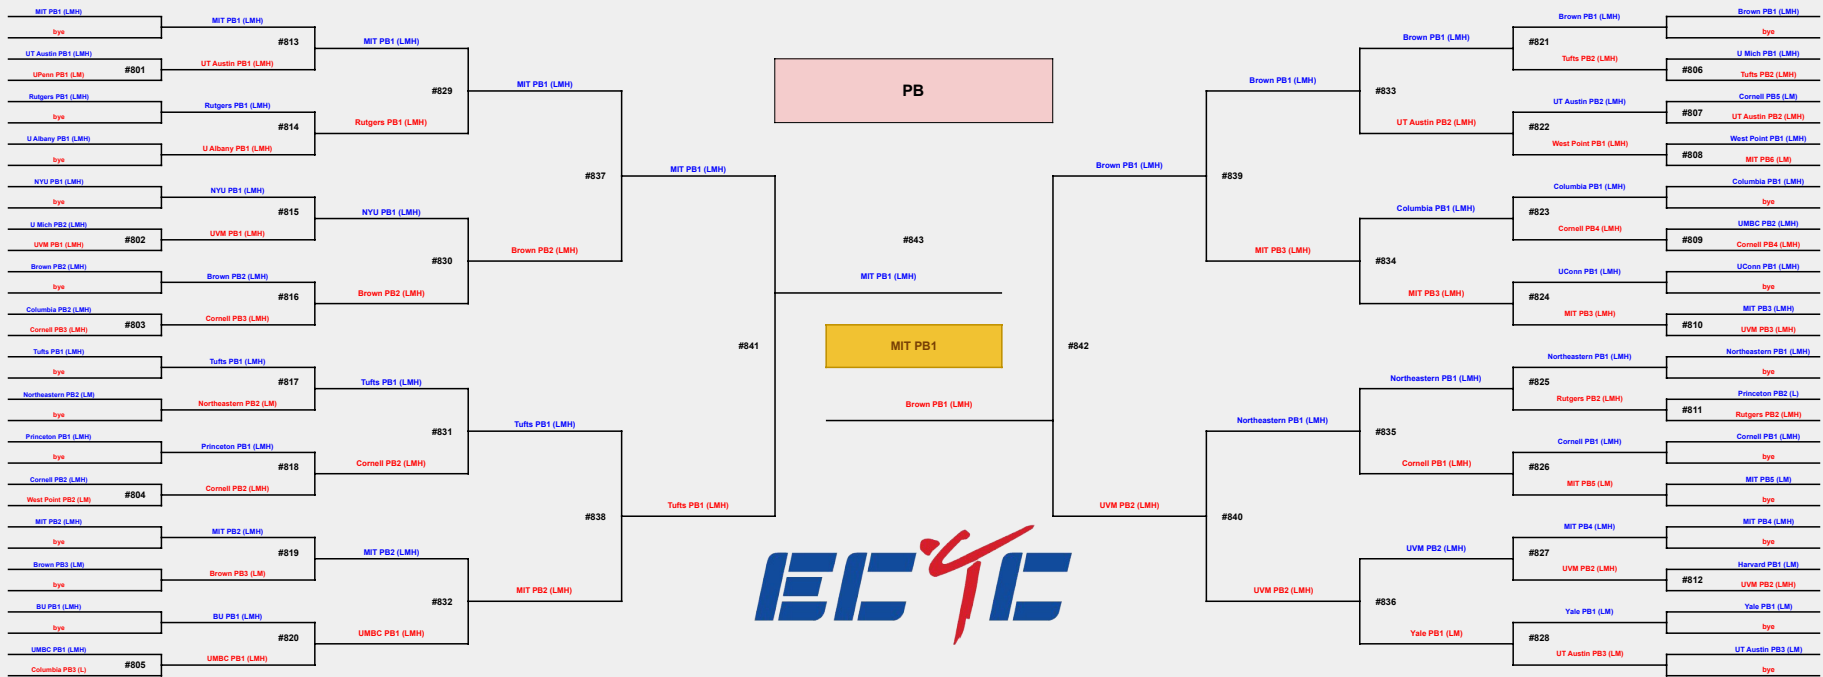 MIT PB1 (LMH)
bye
UT Austin PB1 (LMH)
UPenn PB1 (LM)
#801
Rutgers PB1 (LMH)
bye
U Albany PB1 (LMH)
bye
NYU PB1 (LMH)
bye
U Mich PB2 (LMH)
UVM PB1 (LMH)
#802
Brown PB2 (LMH)
bye
Columbia PB2 (LMH)
Cornell PB3 (LMH)
#803
Tufts PB1 (LMH)
bye
Northeastern PB2 (LM)
bye
Princeton PB1 (LMH)
bye
Cornell PB2 (LMH)
West Point PB2 (LM)
#804
MIT PB2 (LMH)
bye
Brown PB3 (LM)
bye
BU PB1 (LMH)
bye
UMBC PB1 (LMH)
Columbia PB3 (L)
#805
MIT PB1 (LMH)
#813
UT Austin PB1 (LMH)
Rutgers PB1 (LMH)
#814
U Albany PB1 (LMH)
NYU PB1 (LMH)
#815
UVM PB1 (LMH)
Brown PB2 (LMH)
#816
Cornell PB3 (LMH)
Tufts PB1 (LMH)
#817
Northeastern PB2 (LM)
Princeton PB1 (LMH)
#818
Cornell PB2 (LMH)
MIT PB2 (LMH)
#819
Brown PB3 (LM)
BU PB1 (LMH)
#820
UMBC PB1 (LMH)
MIT PB1 (LMH)
#829
Rutgers PB1 (LMH)
NYU PB1 (LMH)
#830
Brown PB2 (LMH)
Tufts PB1 (LMH)
#831
Cornell PB2 (LMH)
MIT PB2 (LMH)
#832
UMBC PB1 (LMH)
MIT PB1 (LMH)
#837
Brown PB2 (LMH)
Tufts PB1 (LMH)
#838
MIT PB2 (LMH)
MIT PB1 (LMH)
#841
Tufts PB1 (LMH)
PB
#843
MIT PB1 (LMH)
MIT PB1
Brown PB1 (LMH)
ECTC
Brown PB1 (LMH)
#842
UVM PB2 (LMH)
Brown PB1 (LMH)
#839
MIT PB3 (LMH)
Northeastern PB1 (LMH)
#840
UVM PB2 (LMH)
Brown PB1 (LMH)
#833
UT Austin PB2 (LMH)
Columbia PB1 (LMH)
#834
MIT PB3 (LMH)
Northeastern PB1 (LMH)
#835
Cornell PB1 (LMH)
UVM PB2 (LMH)
#836
Yale PB1 (LM)
Brown PB1 (LMH)
#821
Tufts PB2 (LMH)
UT Austin PB2 (LMH)
#822
West Point PB1 (LMH)
Columbia PB1 (LMH)
#823
Cornell PB4 (LMH)
UConn PB1 (LMH)
#824
MIT PB3 (LMH)
Northeastern PB1 (LMH)
#825
Rutgers PB2 (LMH)
Cornell PB1 (LMH)
#826
MIT PB5 (LM)
MIT PB4 (LMH)
#827
UVM PB2 (LMH)
Yale PB1 (LM)
#828
UT Austin PB3 (LM)
Brown PB1 (LMH)
bye
U Mich PB1 (LMH)
#806
Tufts PB2 (LMH)
Cornell PB5 (LM)
#807
UT Austin PB2 (LMH)
West Point PB1 (LMH)
#808
MIT PB6 (LM)
Columbia PB1 (LMH)
bye
UMBC PB2 (LMH)
#809
Cornell PB4 (LMH)
UConn PB1 (LMH)
bye
MIT PB3 (LMH)
#810
UVM PB3 (LMH)
Northeastern PB1 (LMH)
bye
Princeton PB2 (L)
#811
Rutgers PB2 (LMH)
Cornell PB1 (LMH)
bye
MIT PB5 (LM)
bye
MIT PB4 (LMH)
bye
Harvard PB1 (LM)
#812
UVM PB2 (LMH)
Yale PB1 (LM)
bye
UT Austin PB3 (LM)
bye